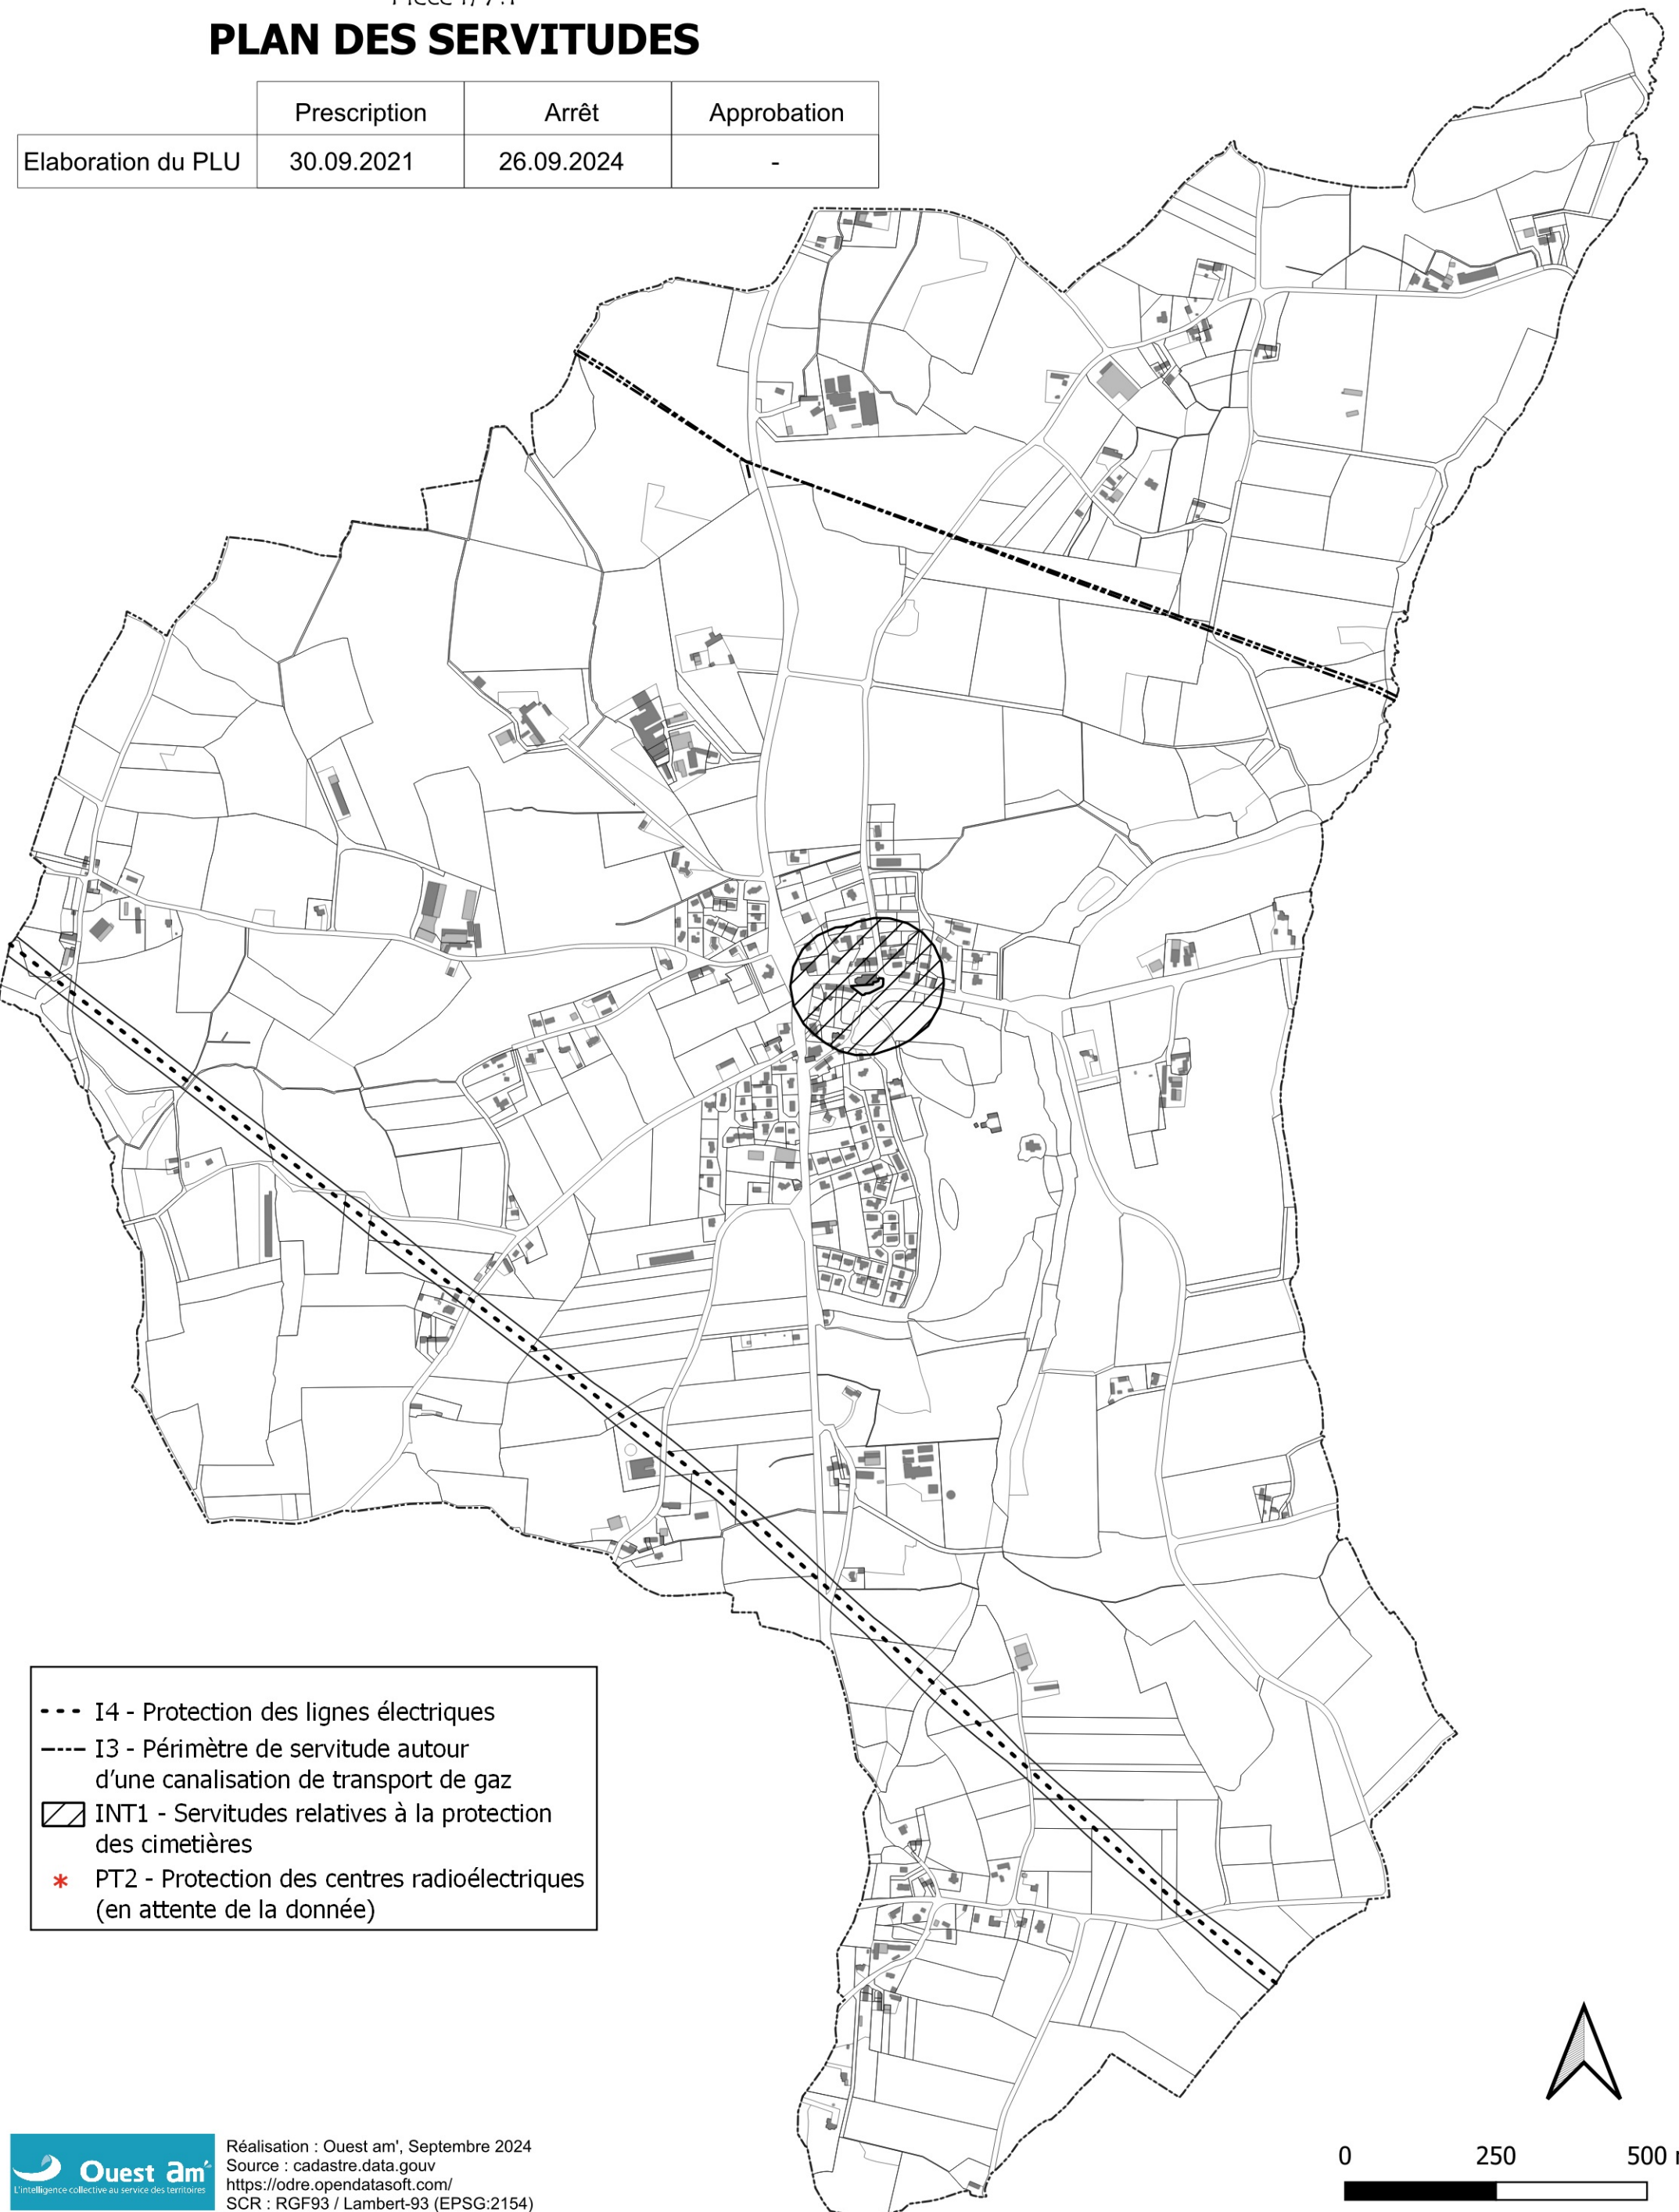 PLAN DES SERVITUDES
Prescription Arrêt Approbation
Elaboration du PLU 30.09.2021 26.09.2024 -
I4 - Protection des lignes électriques
I3 - Périmètre de servitude autour
d'une canalisation de transport de gaz
INT1 - Servitudes relatives à la protection
des cimetières
* PT2 - Protection des centres radioélectriques
(en attente de la donnée)
Ouest am'
L'intelligence collective au service des territoires
Réalisation : Ouest am', Septembre 2024
Source : cadastre.data.gouv
https://odre.opendatasoft.com/
SCR : RGF93 / Lambert-93 (EPSG:2154)
0 250 500